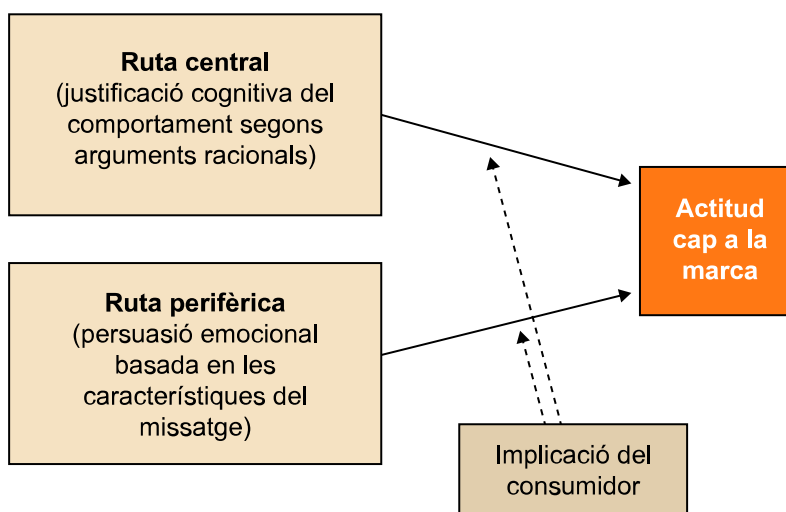 Ruta central
(justificació cognitiva del
comportament segons
arguments racionals)
Actitud
cap a la
marca
Ruta perifèrica
(persuasió emocional
basada en les
característiques del
missatge)
Implicació del
consumidor